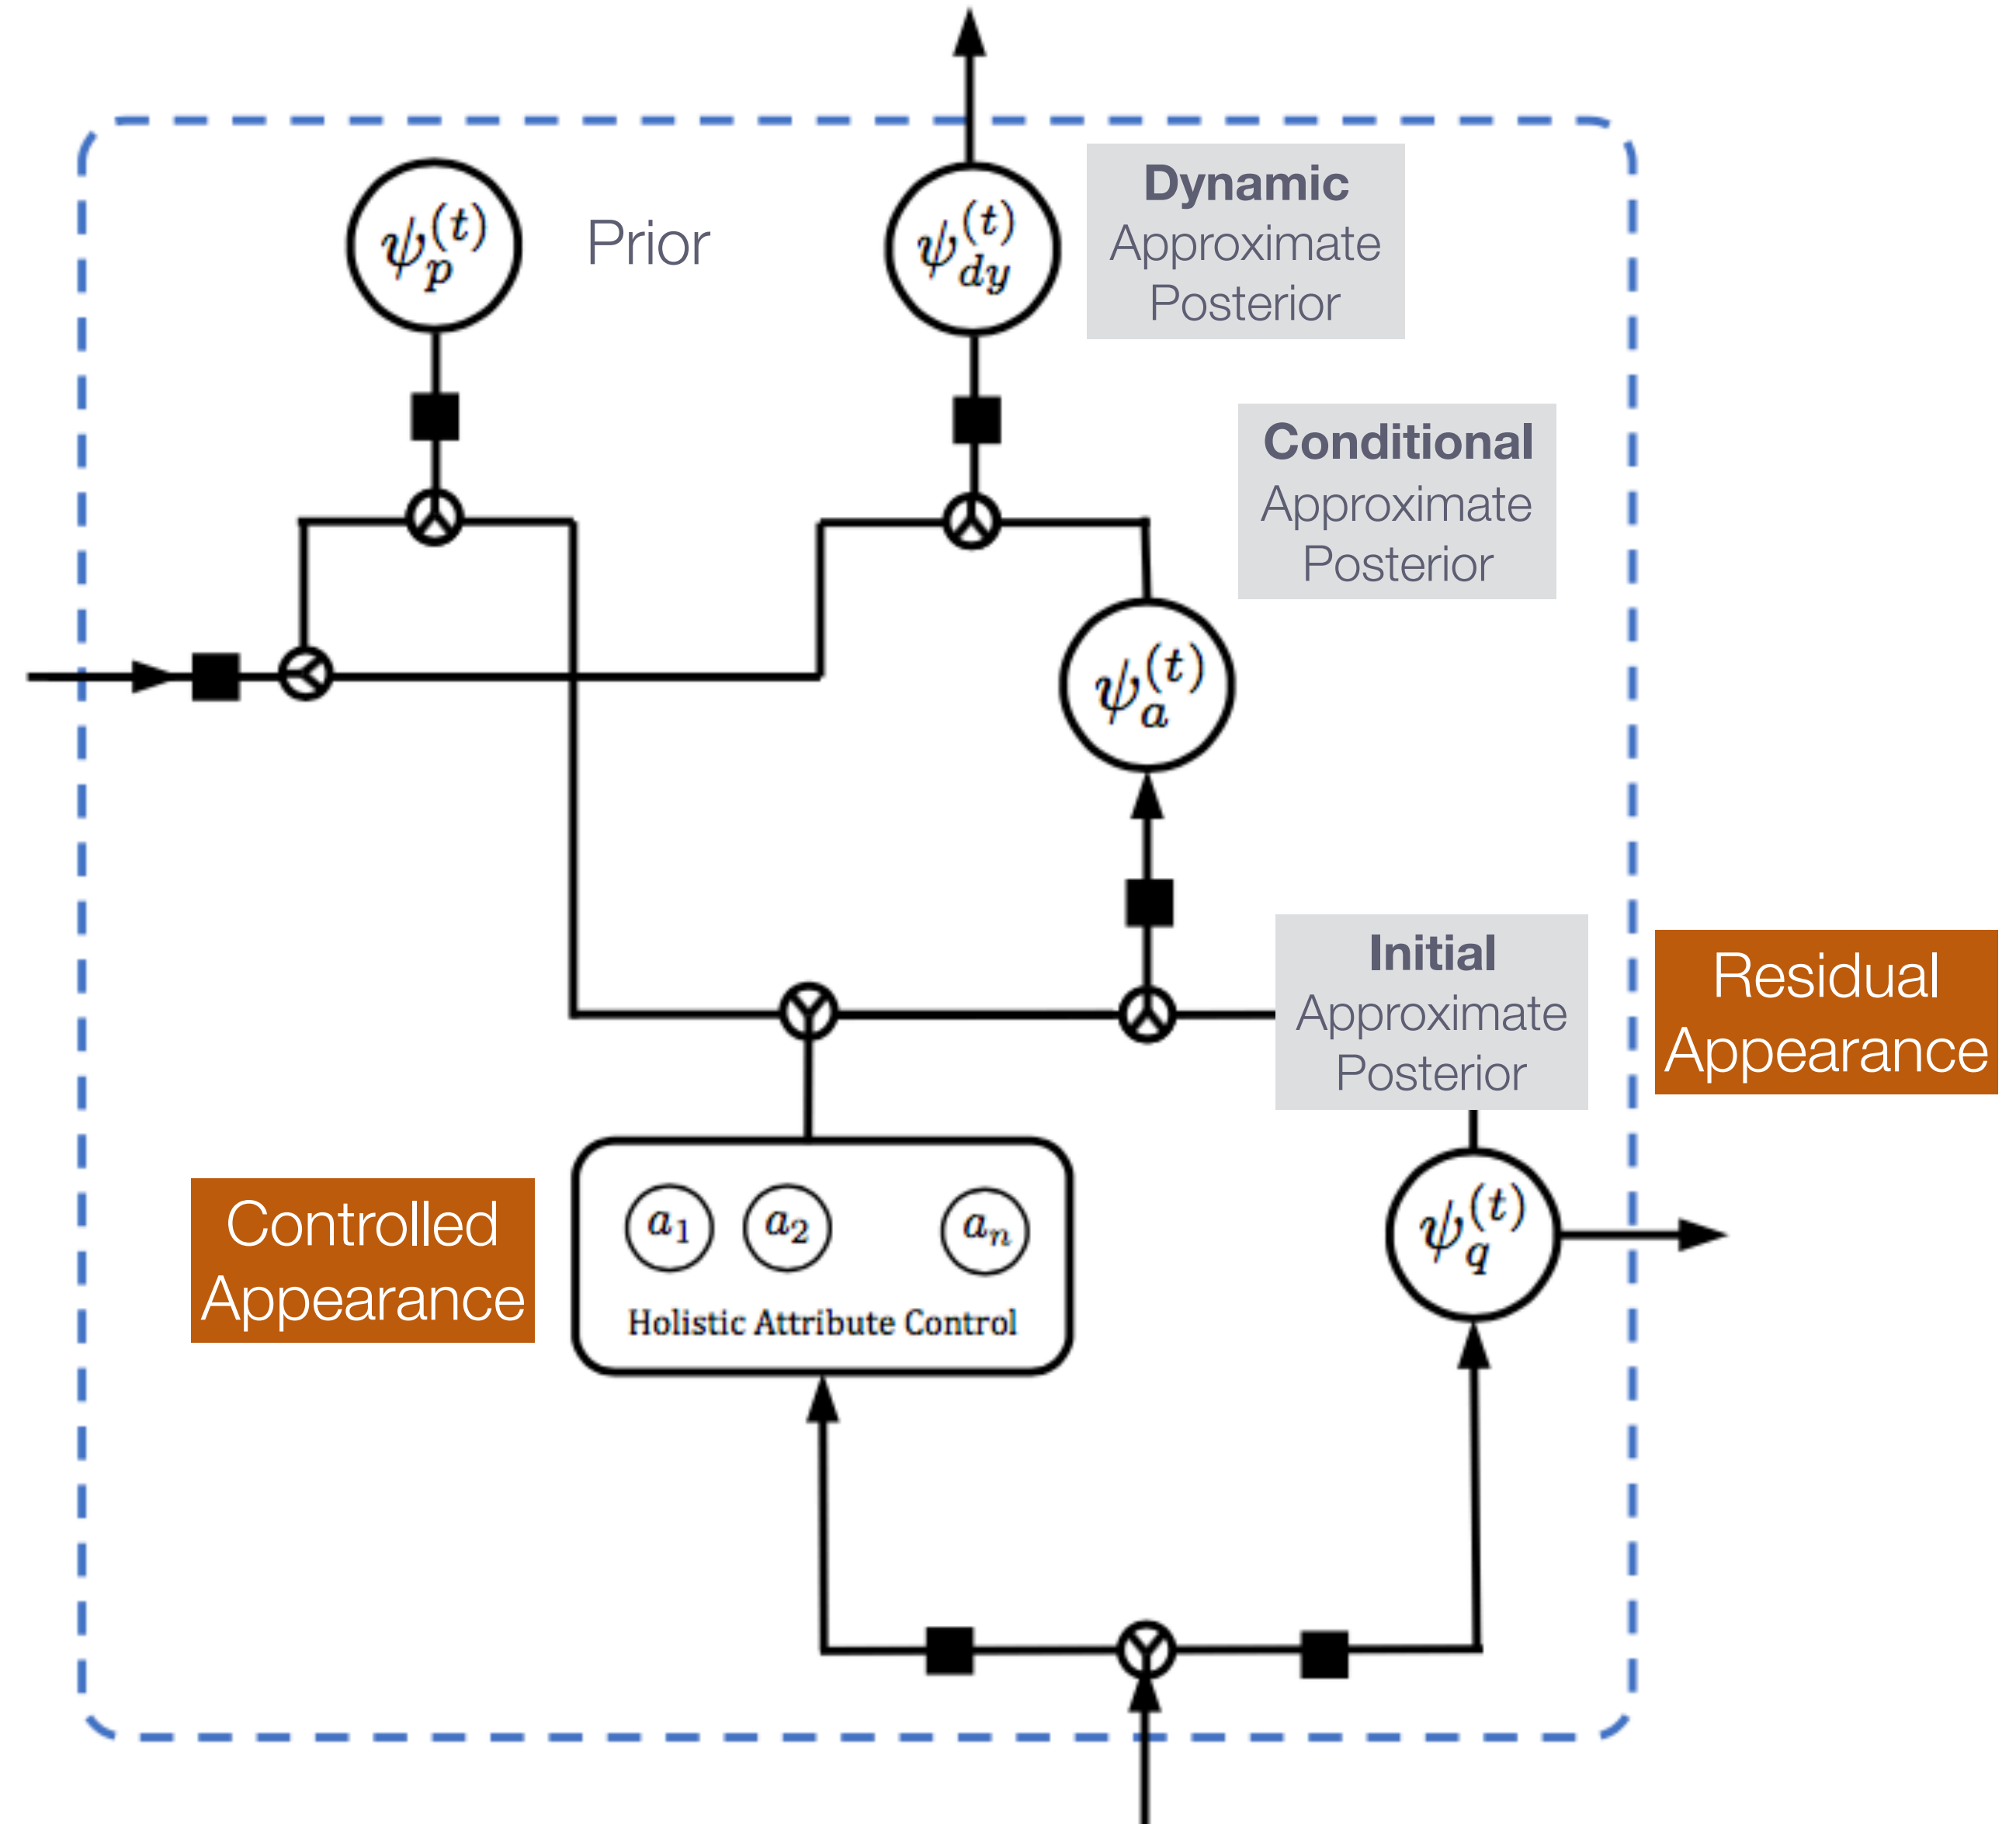 ψ_p^(t)
Prior
ψ_dy^(t)
Dynamic
Approximate
Posterior
Conditional
Approximate
Posterior
ψ_a^(t)
Initial
Approximate
Posterior
Residual
Appearance
Controlled
Appearance
a_1 a_2 a_n
Holistic Attribute Control
ψ_q^(t)